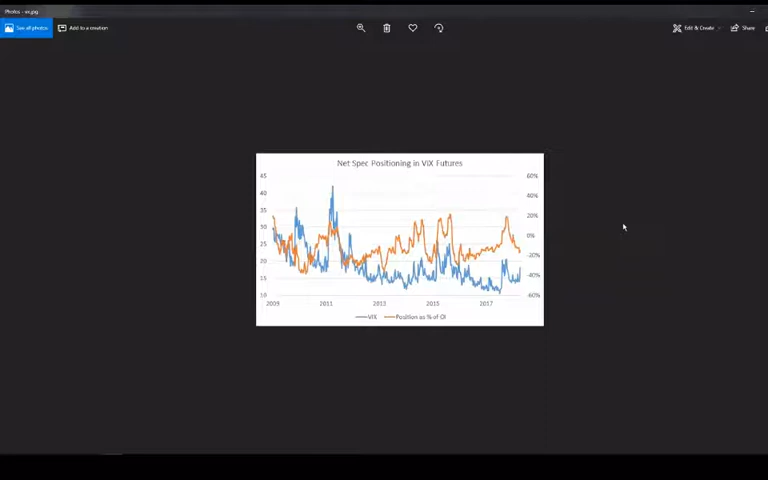 Photos - vix.jpg
See all photos
Add to a creation
Edit & Create
Share
Net Spec Positioning in VIX Futures
45
40
35
30
25
20
15
10
60%
40%
20%
0%
-20%
-40%
-60%
2009
2011
2013
2015
2017
VIX
Position as % of OI